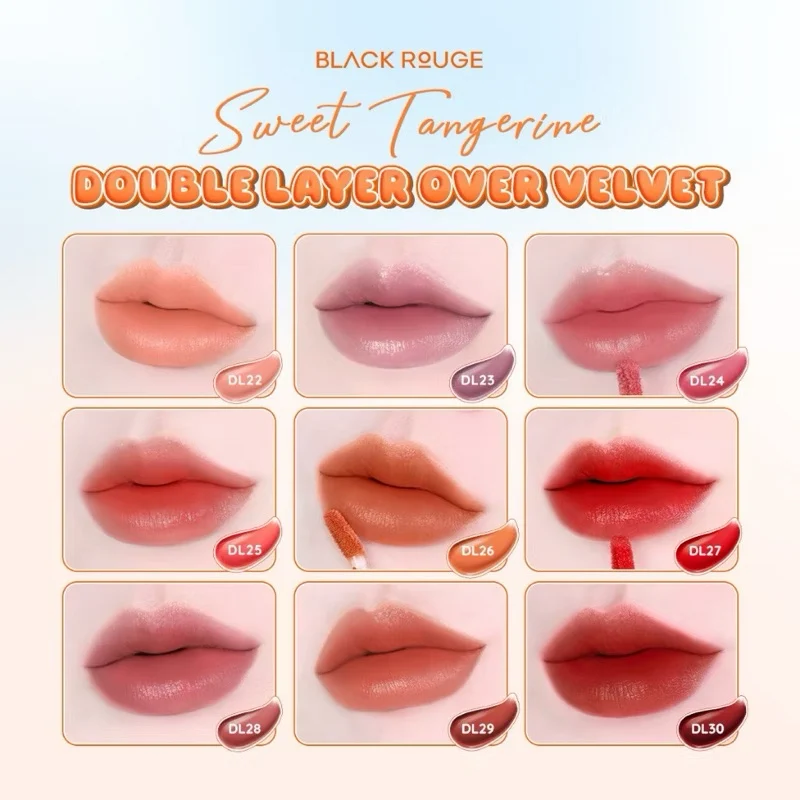 BLACK ROUGE
Sweet Tangerine
DOUBLE LAYER OVER VELVET
DL22
DL23
DL24
DL25
DL26
DL27
DL28
DL29
DL30